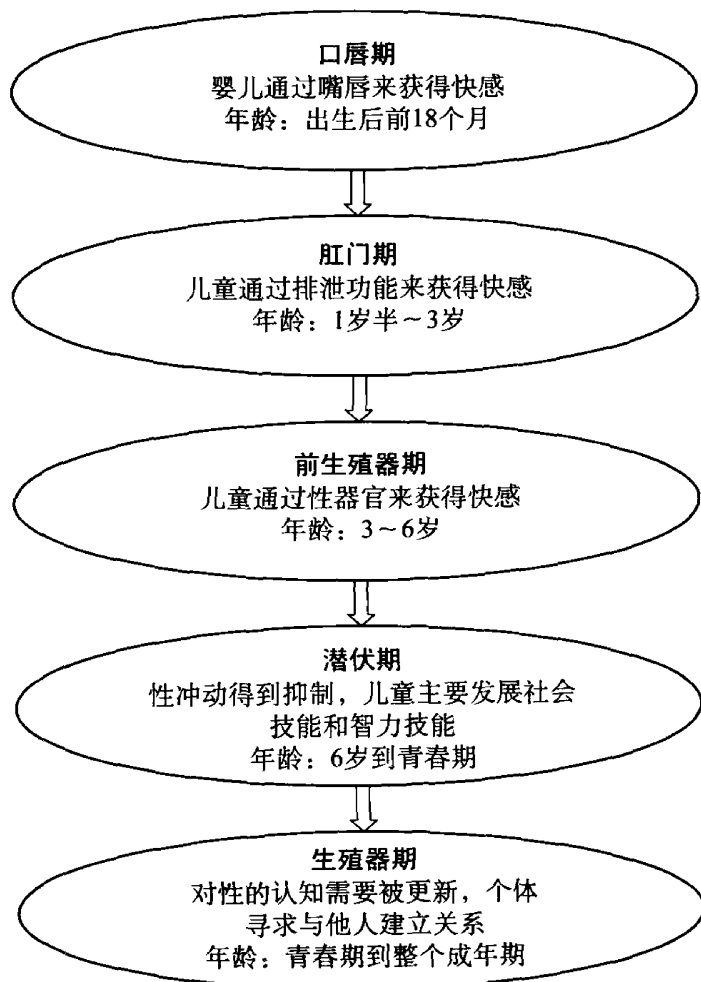 口唇期
婴儿通过嘴唇来获得快感
年龄：出生后前18个月
肛门期
儿童通过排泄功能来获得快感
年龄：1岁半～3岁
前生殖器期
儿童通过性器官来获得快感
年龄：3～6岁
潜伏期
性冲动得到抑制，儿童主要发展社会
技能和智力技能
年龄：6岁到青春期
生殖器期
对性的认知需要被更新，个体
寻求与他人建立关系
年龄：青春期到整个成年期